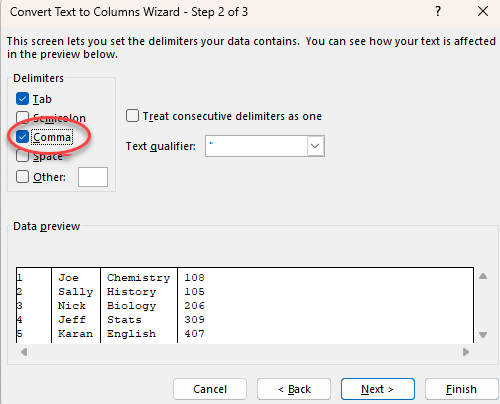 Convert Text to Columns Wizard - Step 2 of 3
This screen lets you set the delimiters your data contains. You can see how your text is affected
in the preview below.
Delimiters
Tab
Semicolon
Comma
Space
Other:
Treat consecutive delimiters as one
Text qualifier: "
Data preview
1 Joe Chemistry 108
2 Sally History 105
3 Nick Biology 206
4 Jeff Stats 309
5 Karan English 407
Cancel < Back Next > Finish